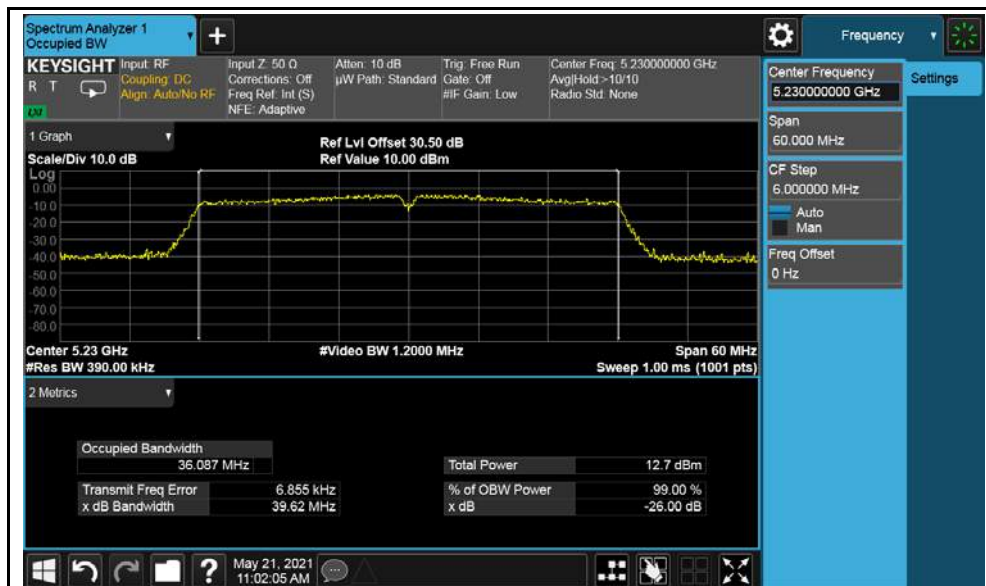 Spectrum Analyzer 1
Occupied BW
Frequency
KEYSIGHT
R T
LXI
Input: RF
Coupling: DC
Align: Auto/No RF
Input Z: 50 Ω
Corrections: Off
Freq Ref: Int (S)
NFE: Adaptive
Atten: 10 dB
µW Path: Standard
Trig: Free Run
Gate: Off
#IF Gain: Low
Center Freq: 5.230000000 GHz
Avg|Hold:>10/10
Radio Std: None
Center Frequency
5.230000000 GHz
Settings
Span
60.000 MHz
CF Step
6.000000 MHz
Auto
Man
Freq Offset
0 Hz
1 Graph
Scale/Div 10.0 dB
Ref Lvl Offset 30.50 dB
Ref Value 10.00 dBm
Log
0.00
-10.0
-20.0
-30.0
-40.0
-50.0
-60.0
-70.0
-80.0
Center 5.23 GHz
#Video BW 1.2000 MHz
Span 60 MHz
#Res BW 390.00 kHz
Sweep 1.00 ms (1001 pts)
2 Metrics
Occupied Bandwidth
36.087 MHz
Total Power 12.7 dBm
Transmit Freq Error 6.855 kHz
% of OBW Power 99.00 %
x dB Bandwidth 39.62 MHz
x dB -26.00 dB
?
May 21, 2021
11:02:05 AM